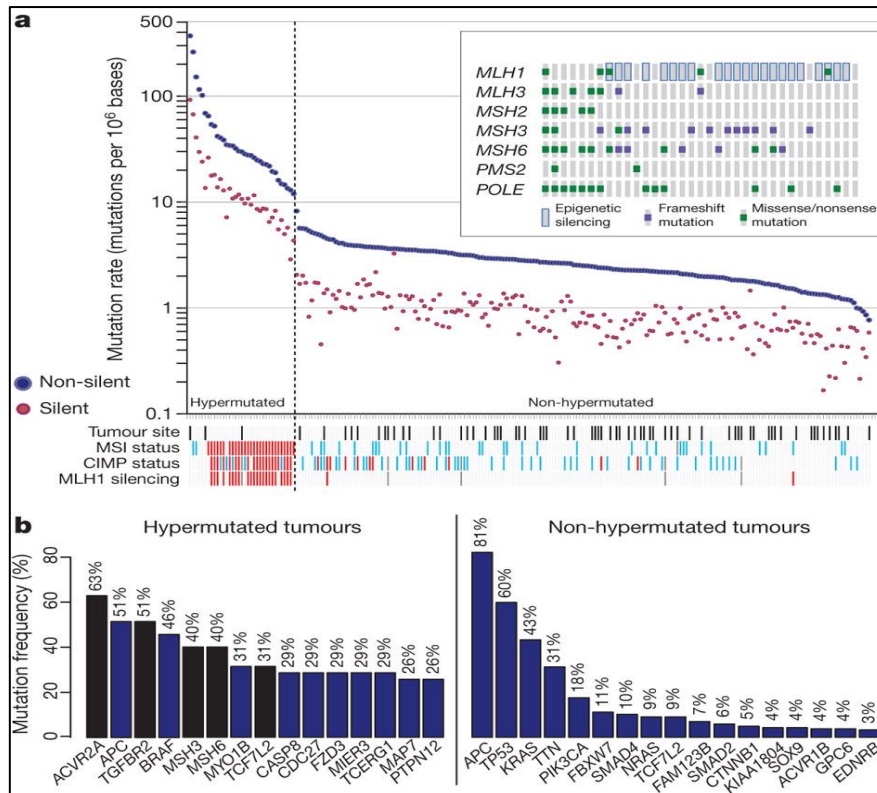 a
500
100
10
1
0.1
Mutation rate (mutations per 10⁶ bases)
MLH1
MLH3
MSH2
MSH3
MSH6
PMS2
POLE
Epigenetic silencing
Frameshift mutation
Missense/nonsense mutation
Non-silent
Silent
Hypermutated
Non-hypermutated
Tumour site
MSI status
CIMP status
MLH1 silencing
b
Hypermutated tumours
Non-hypermutated tumours
Mutation frequency (%)
80
60
40
20
0
63%
51%
51%
46%
40%
40%
31%
31%
29%
29%
29%
29%
29%
26%
26%
ACVR2A
APC
TGFBR2
BRAF
MSH3
MSH6
MYO1B
TCF7L2
CASP8
CDC27
FZD3
MIER3
TCERG1
MAP7
PTPN12
81%
60%
43%
31%
18%
11%
10%
9%
9%
7%
6%
5%
4%
4%
4%
4%
3%
APC
TP53
KRAS
TTN
PIK3CA
FBXW7
SMAD4
NRAS
TCF7L2
FAM123B
SMAD2
CTNNB1
KIAA1804
SOX9
ACVR1B
GPC6
EDNRB